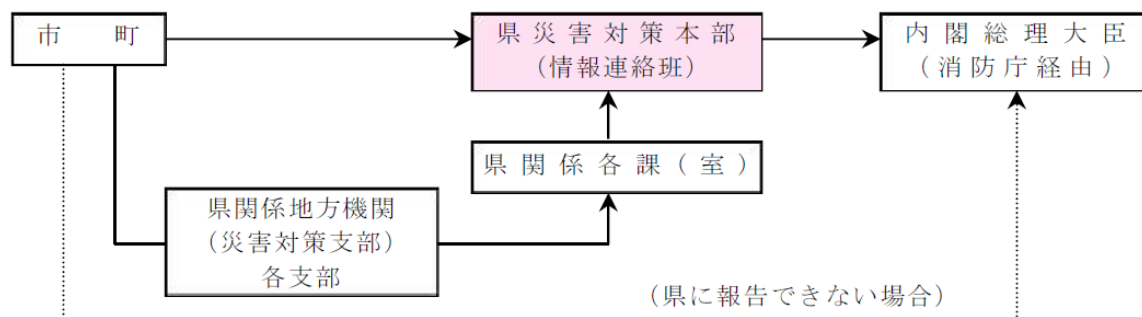 市町
県災害対策本部
(情報連絡班)
内閣総理大臣
(消防庁経由)
県関係各課(室)
県関係地方機関
(災害対策支部)
各支部
(県に報告できない場合)